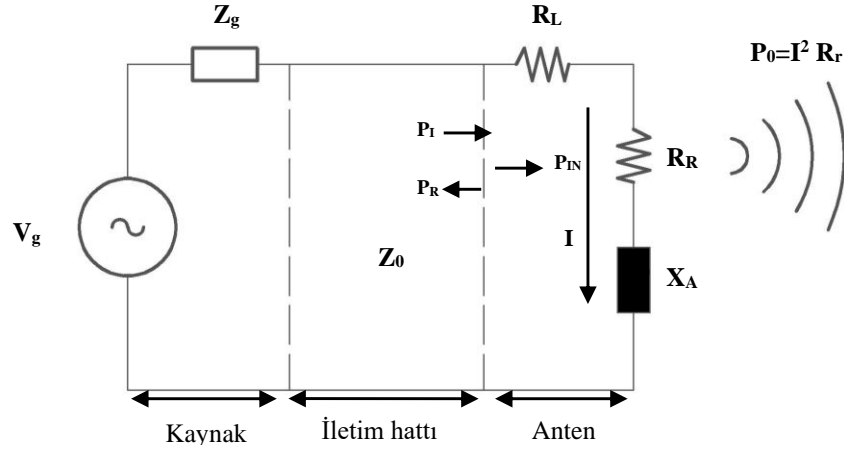 Zg
RL
P0=I² Rr
PI
PIN
RR
PR
Vg
Z0
I
XA
Kaynak
İletim hattı
Anten